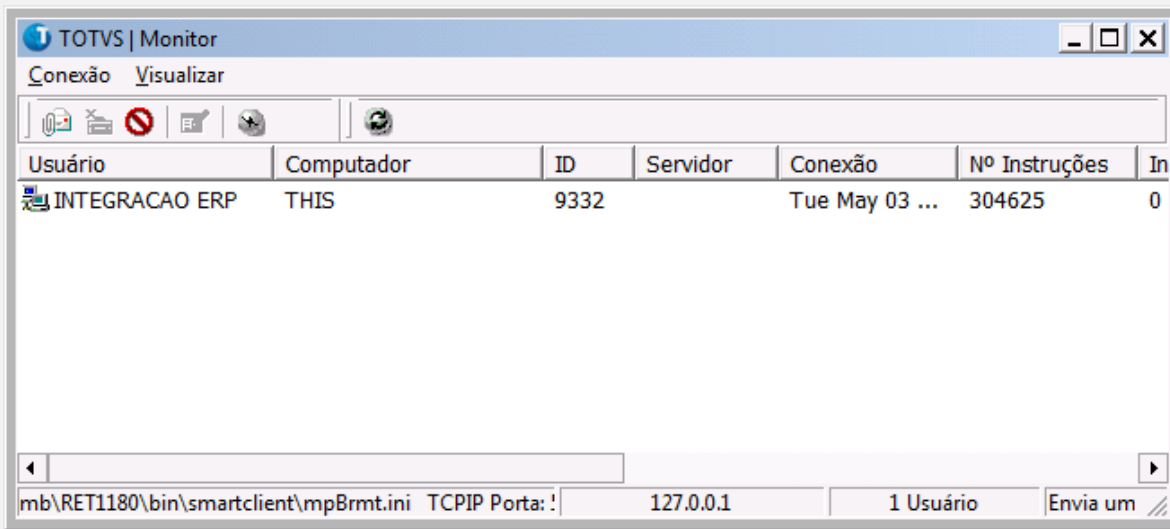 TOTVS | Monitor
Conexão Visualizar
Usuário Computador ID Servidor Conexão Nº Instruções In
INTEGRACAO ERP THIS 9332 Tue May 03 ... 304625 0
mb\RET1180\bin\smartclient\mpBrmt.ini TCPIP Porta: 127.0.0.1 1 Usuário Envia um